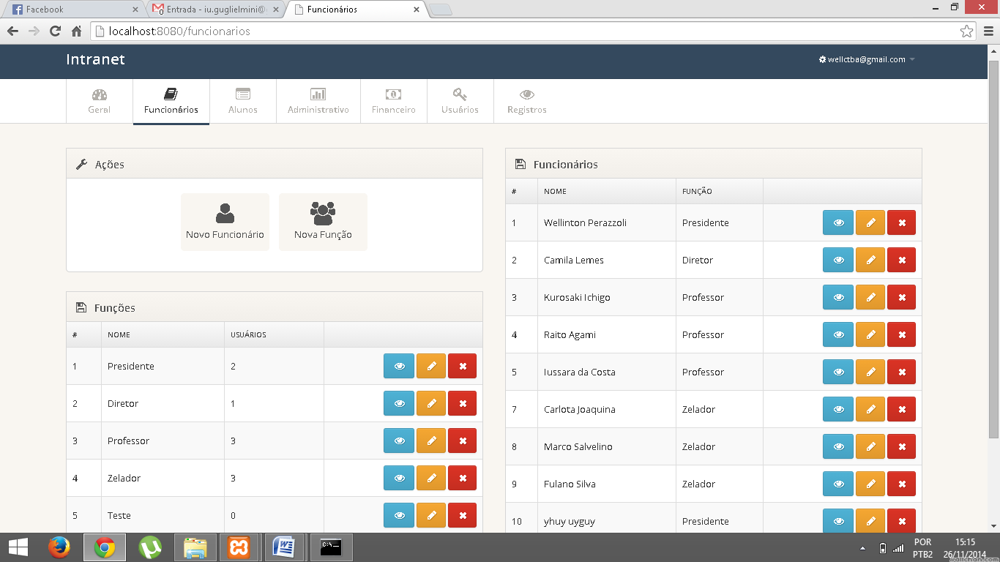 Facebook
Entrada - iu.guglielmini@
Funcionários
localhost:8080/funcionarios
Intranet
wellctba@gmail.com
Geral
Funcionários
Alunos
Administrativo
Financeiro
Usuários
Registros
Ações
Novo Funcionário
Nova Função
Funções
# NOME USUÁRIOS
1 Presidente 2
2 Diretor 1
3 Professor 3
4 Zelador 3
5 Teste 0
Funcionários
# NOME FUNÇÃO
1 Wellinton Perazzoli Presidente
2 Camila Lemes Diretor
3 Kurosaki Ichigo Professor
4 Raito Agami Professor
5 Iussara da Costa Professor
7 Carlota Joaquina Zelador
8 Marco Salvelino Zelador
9 Fulano Silva Zelador
10 yhuy uyguy Presidente
POR
PTB2
15:15
26/11/2014